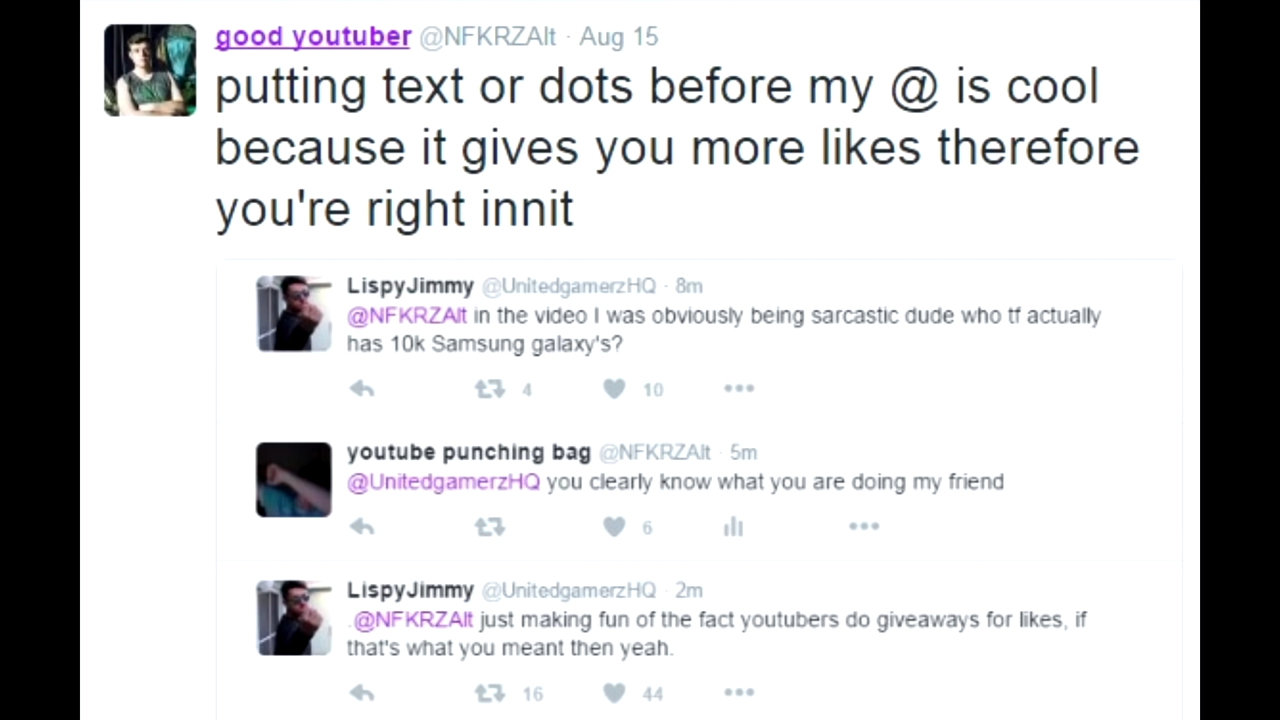 good youtuber @NFKRZAlt · Aug 15
putting text or dots before my @ is cool
because it gives you more likes therefore
you're right innit
LispyJimmy @UnitedgamerzHQ · 8m
@NFKRZAlt in the video I was obviously being sarcastic dude who tf actually
has 10k Samsung galaxy's?
4 10
youtube punching bag @NFKRZAlt · 5m
@UnitedgamerzHQ you clearly know what you are doing my friend
6
LispyJimmy @UnitedgamerzHQ · 2m
.@NFKRZAlt just making fun of the fact youtubers do giveaways for likes, if
that's what you meant then yeah.
16 44